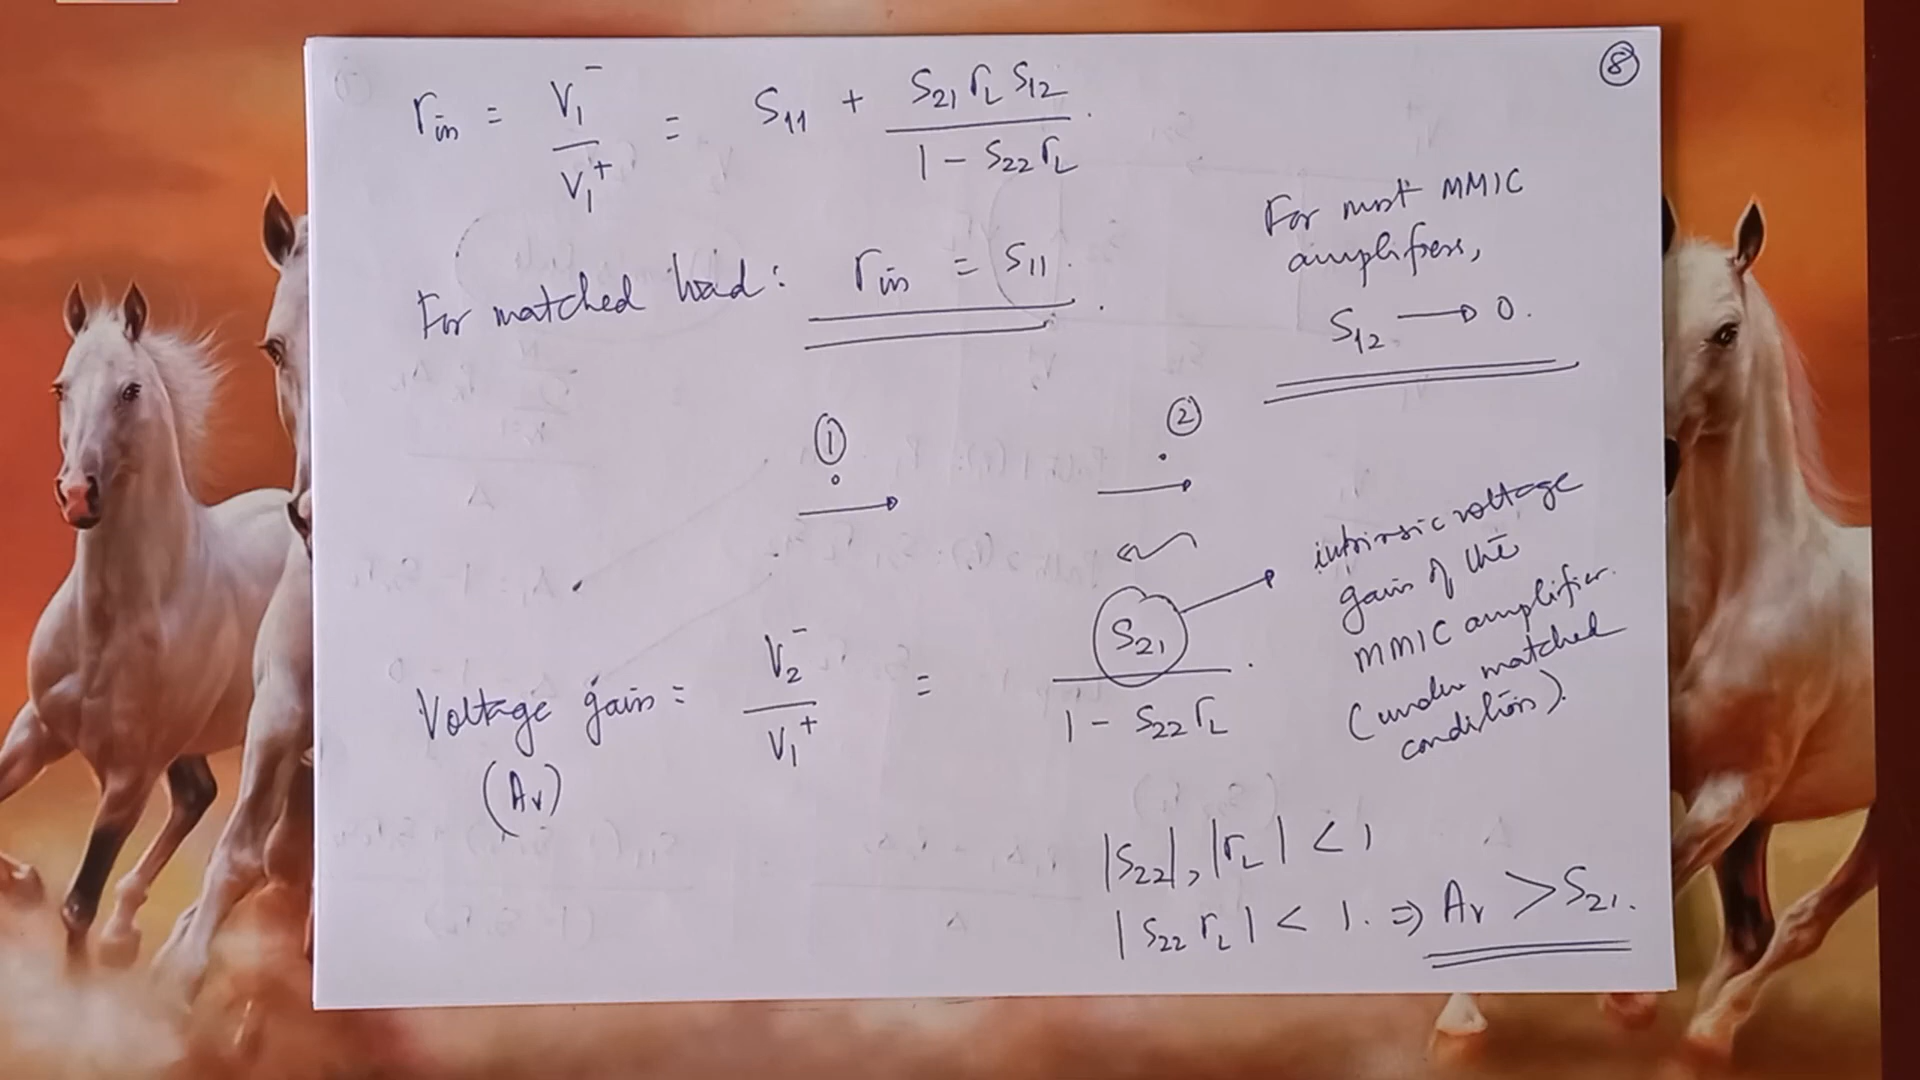 ⑧
Γin = V1⁻ / V1⁺ = S11 + S21 ΓL S12 / (1 − S22 ΓL) .
For matched load : Γin = S11 .
For most MMIC
amplifiers,
S12 → 0 .
① ②
Voltage gain = V2⁻ / V1⁺ = S21 / (1 − S22 ΓL) .
(Av)
intrinsic voltage
gain of the
MMIC amplifier.
(under matched
condition).
|S22|, |ΓL| < 1
|S22 ΓL| < 1. ⇒ Av > S21 .